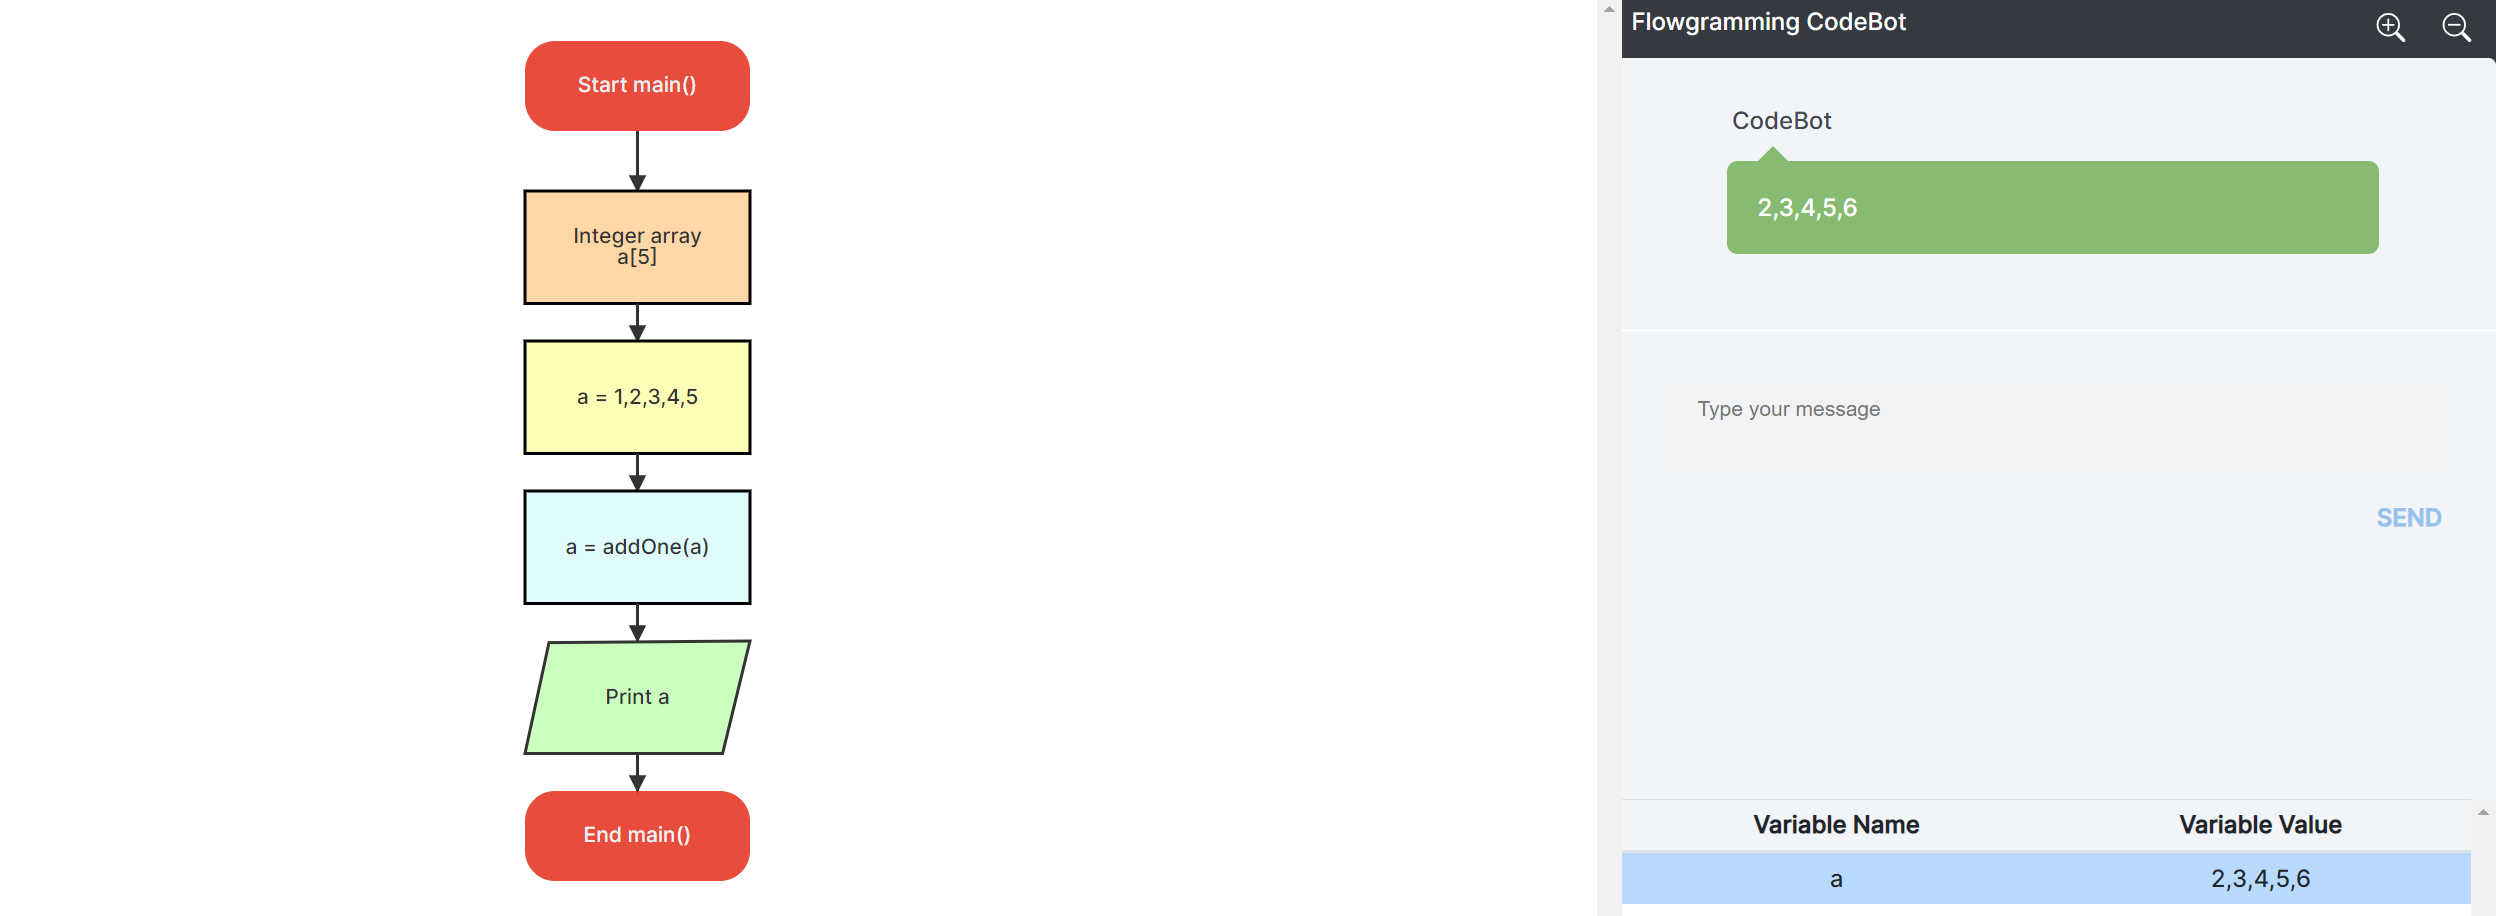 Start main()
Integer array
a[5]
a = 1,2,3,4,5
a = addOne(a)
Print a
End main()
Flowgramming CodeBot
CodeBot
2,3,4,5,6
Type your message
SEND
Variable Name Variable Value
a 2,3,4,5,6